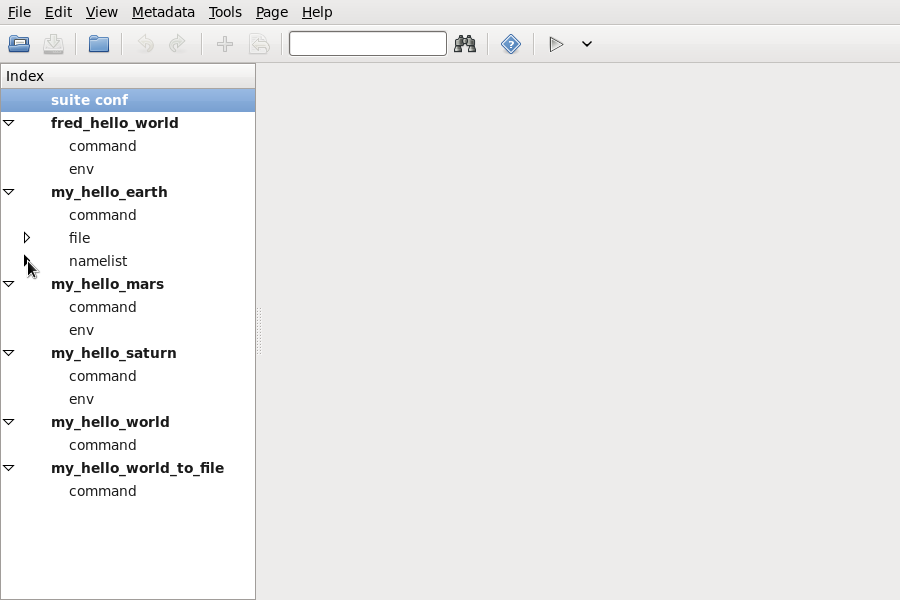 File Edit View Metadata Tools Page Help
Index
suite conf
fred_hello_world
command
env
my_hello_earth
command
file
namelist
my_hello_mars
command
env
my_hello_saturn
command
env
my_hello_world
command
my_hello_world_to_file
command